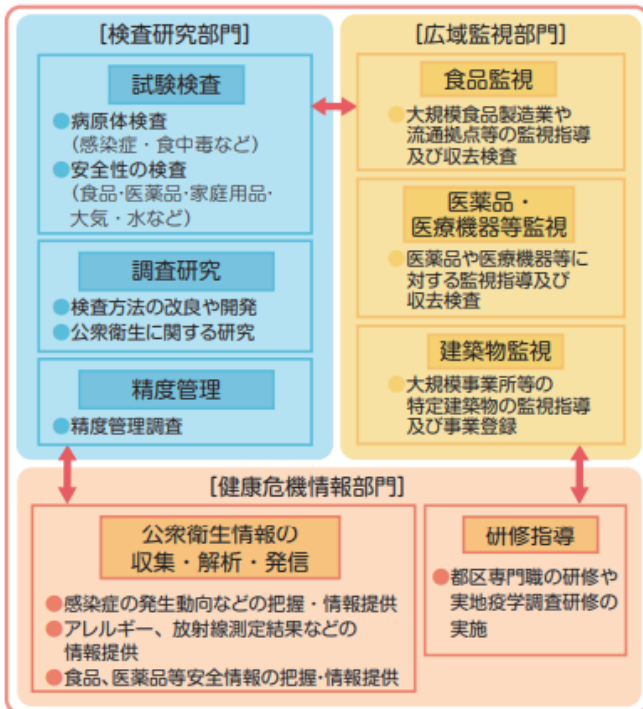 [検査研究部門]
試験検査
●病原体検査
(感染症・食中毒など)
●安全性の検査
(食品・医薬品・家庭用品・
大気・水など)
調査研究
●検査方法の改良や開発
●公衆衛生に関する研究
精度管理
●精度管理調査
[広域監視部門]
食品監視
●大規模食品製造業や
流通拠点等の監視指導
及び収去検査
医薬品・
医療機器等監視
●医薬品や医療機器等に
対する監視指導及び
収去検査
建築物監視
●大規模事業所等の
特定建築物の監視指導
及び事業登録
[健康危機情報部門]
公衆衛生情報の
収集・解析・発信
●感染症の発生動向などの把握・情報提供
●アレルギー、放射線測定結果などの
情報提供
●食品、医薬品等安全情報の把握・情報提供
研修指導
●都区専門職の研修や
実地疫学調査研修の
実施